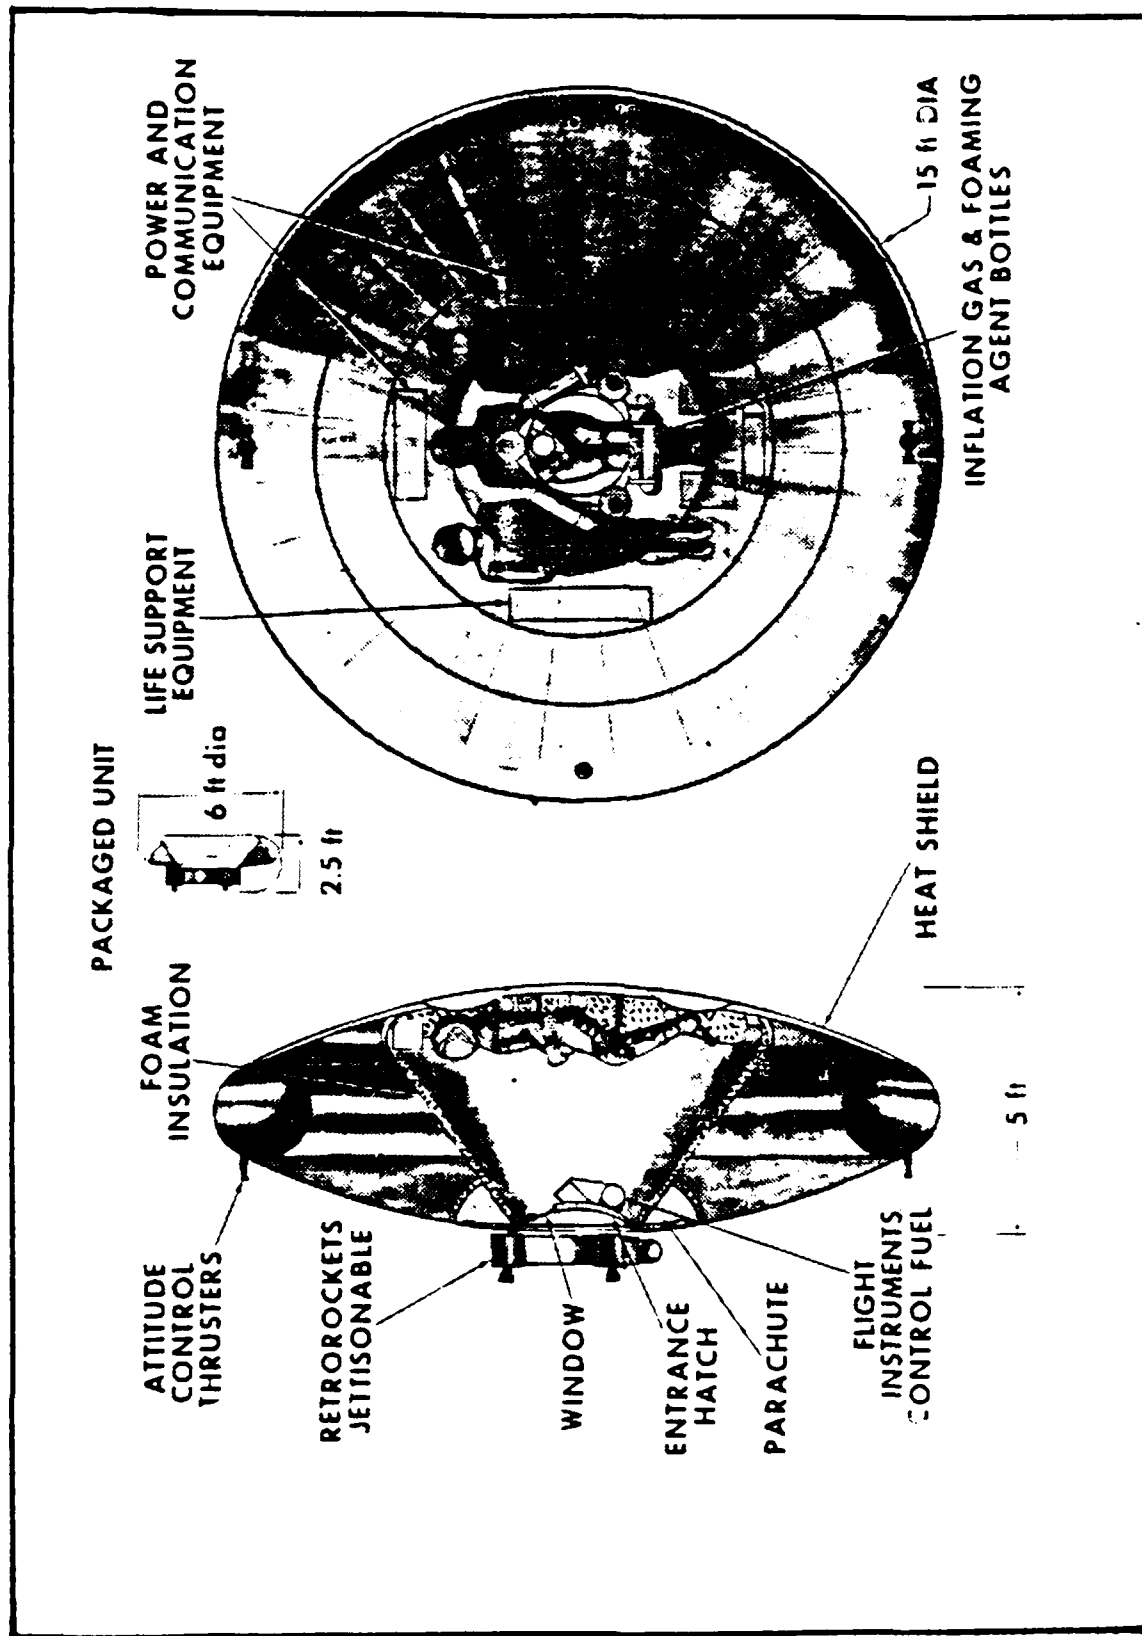 PACKAGED UNIT
6 ft dia
2.5 ft
ATTITUDE
CONTROL
THRUSTERS
FOAM
INSULATION
LIFE SUPPORT
EQUIPMENT
POWER AND
COMMUNICATION
EQUIPMENT
RETROROCKETS
JETTISONABLE
WINDOW
ENTRANCE
HATCH
PARACHUTE
FLIGHT
INSTRUMENTS
CONTROL FUEL
HEAT SHIELD
5 ft
15 ft DIA
INFLATION GAS & FOAMING
AGENT BOTTLES